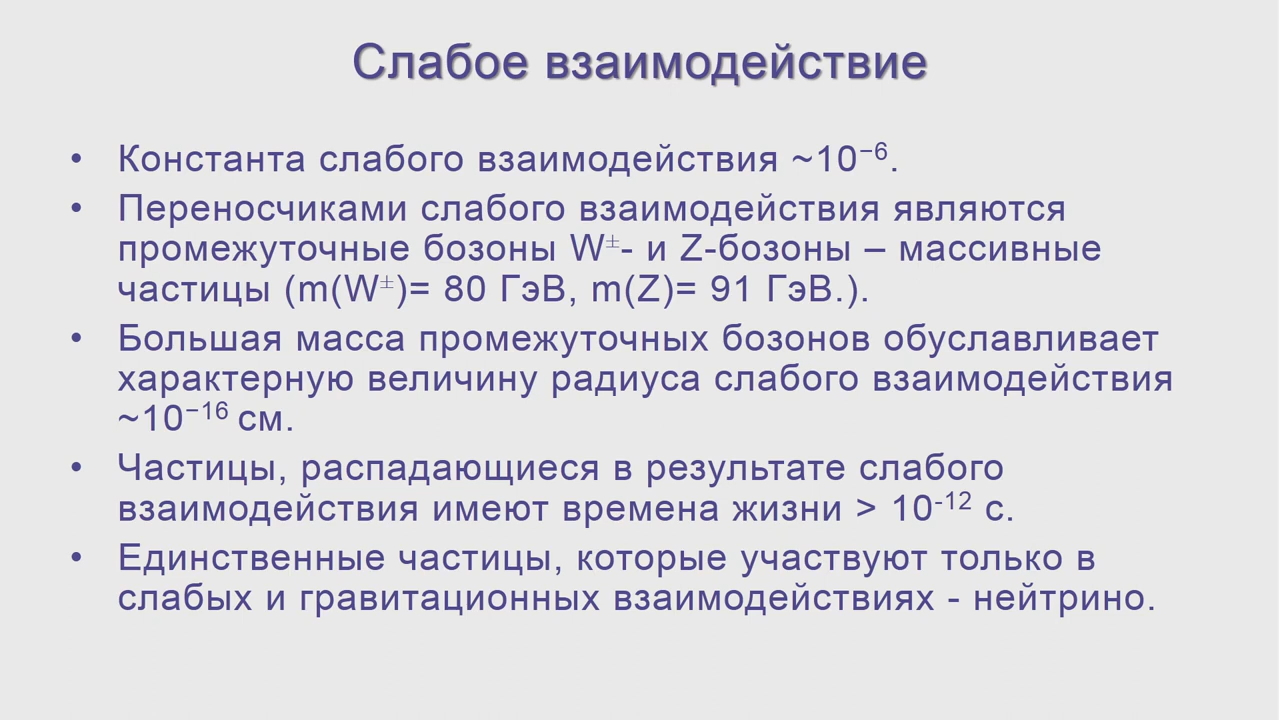 Слабое взаимодействие
• Константа слабого взаимодействия ~10⁻⁶.
• Переносчиками слабого взаимодействия являются
промежуточные бозоны W±- и Z-бозоны – массивные
частицы (m(W±)= 80 ГэВ, m(Z)= 91 ГэВ.).
• Большая масса промежуточных бозонов обуславливает
характерную величину радиуса слабого взаимодействия
~10⁻¹⁶ см.
• Частицы, распадающиеся в результате слабого
взаимодействия имеют времена жизни > 10⁻¹² с.
• Единственные частицы, которые участвуют только в
слабых и гравитационных взаимодействиях - нейтрино.